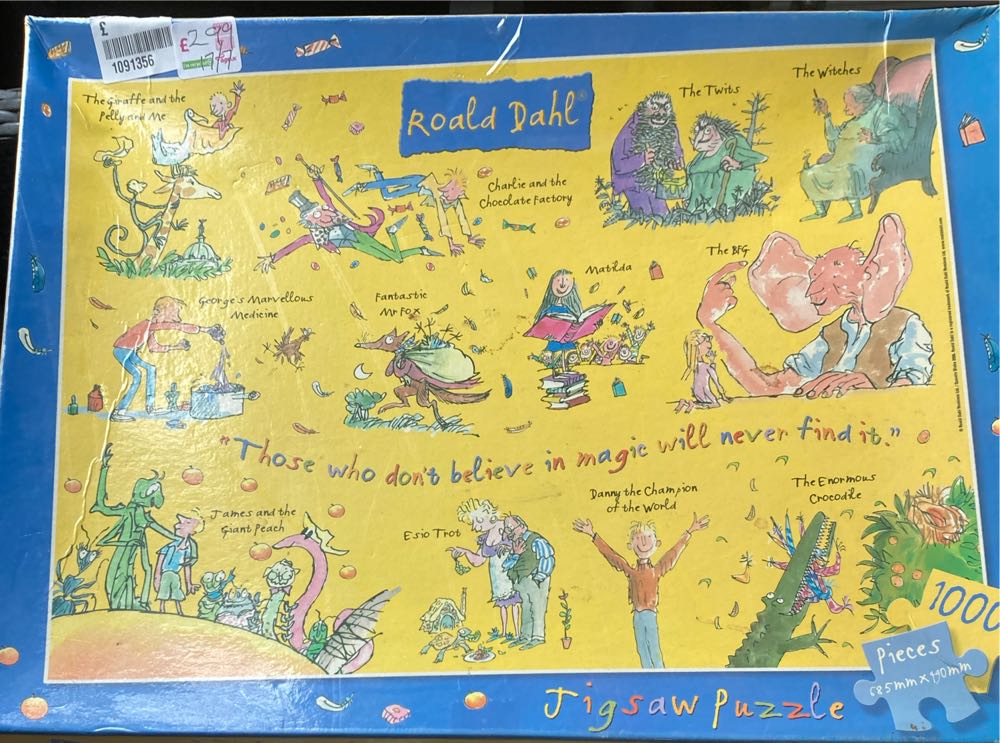 £
1091356
£2
The Giraffe and the
Pelly and Me
Roald Dahl
The Twits
The Witches
Charlie and the
Chocolate Factory
George's Marvellous
Medicine
Fantastic
Mr Fox
Matilda
The BFG
"Those who don't believe in magic will never find it."
James and the
Giant Peach
Esio Trot
Danny the Champion
of the World
The Enormous
Crocodile
1000
Pieces
685mm x 490mm
Jigsaw Puzzle